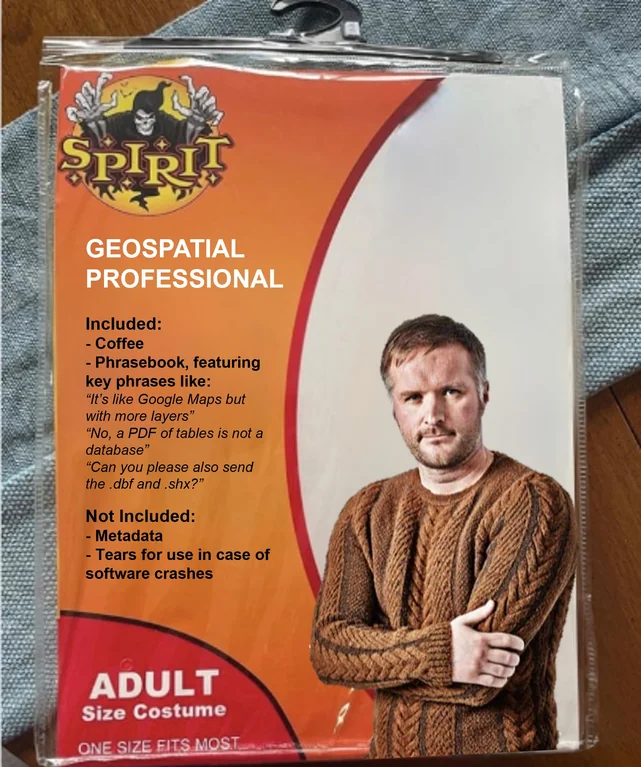 SPIRIT
GEOSPATIAL
PROFESSIONAL
Included:
- Coffee
- Phrasebook, featuring
key phrases like:
“It’s like Google Maps but
with more layers”
“No, a PDF of tables is not a
database”
“Can you please also send
the .dbf and .shx?”
Not Included:
- Metadata
- Tears for use in case of
software crashes
ADULT
Size Costume
ONE SIZE FITS MOST